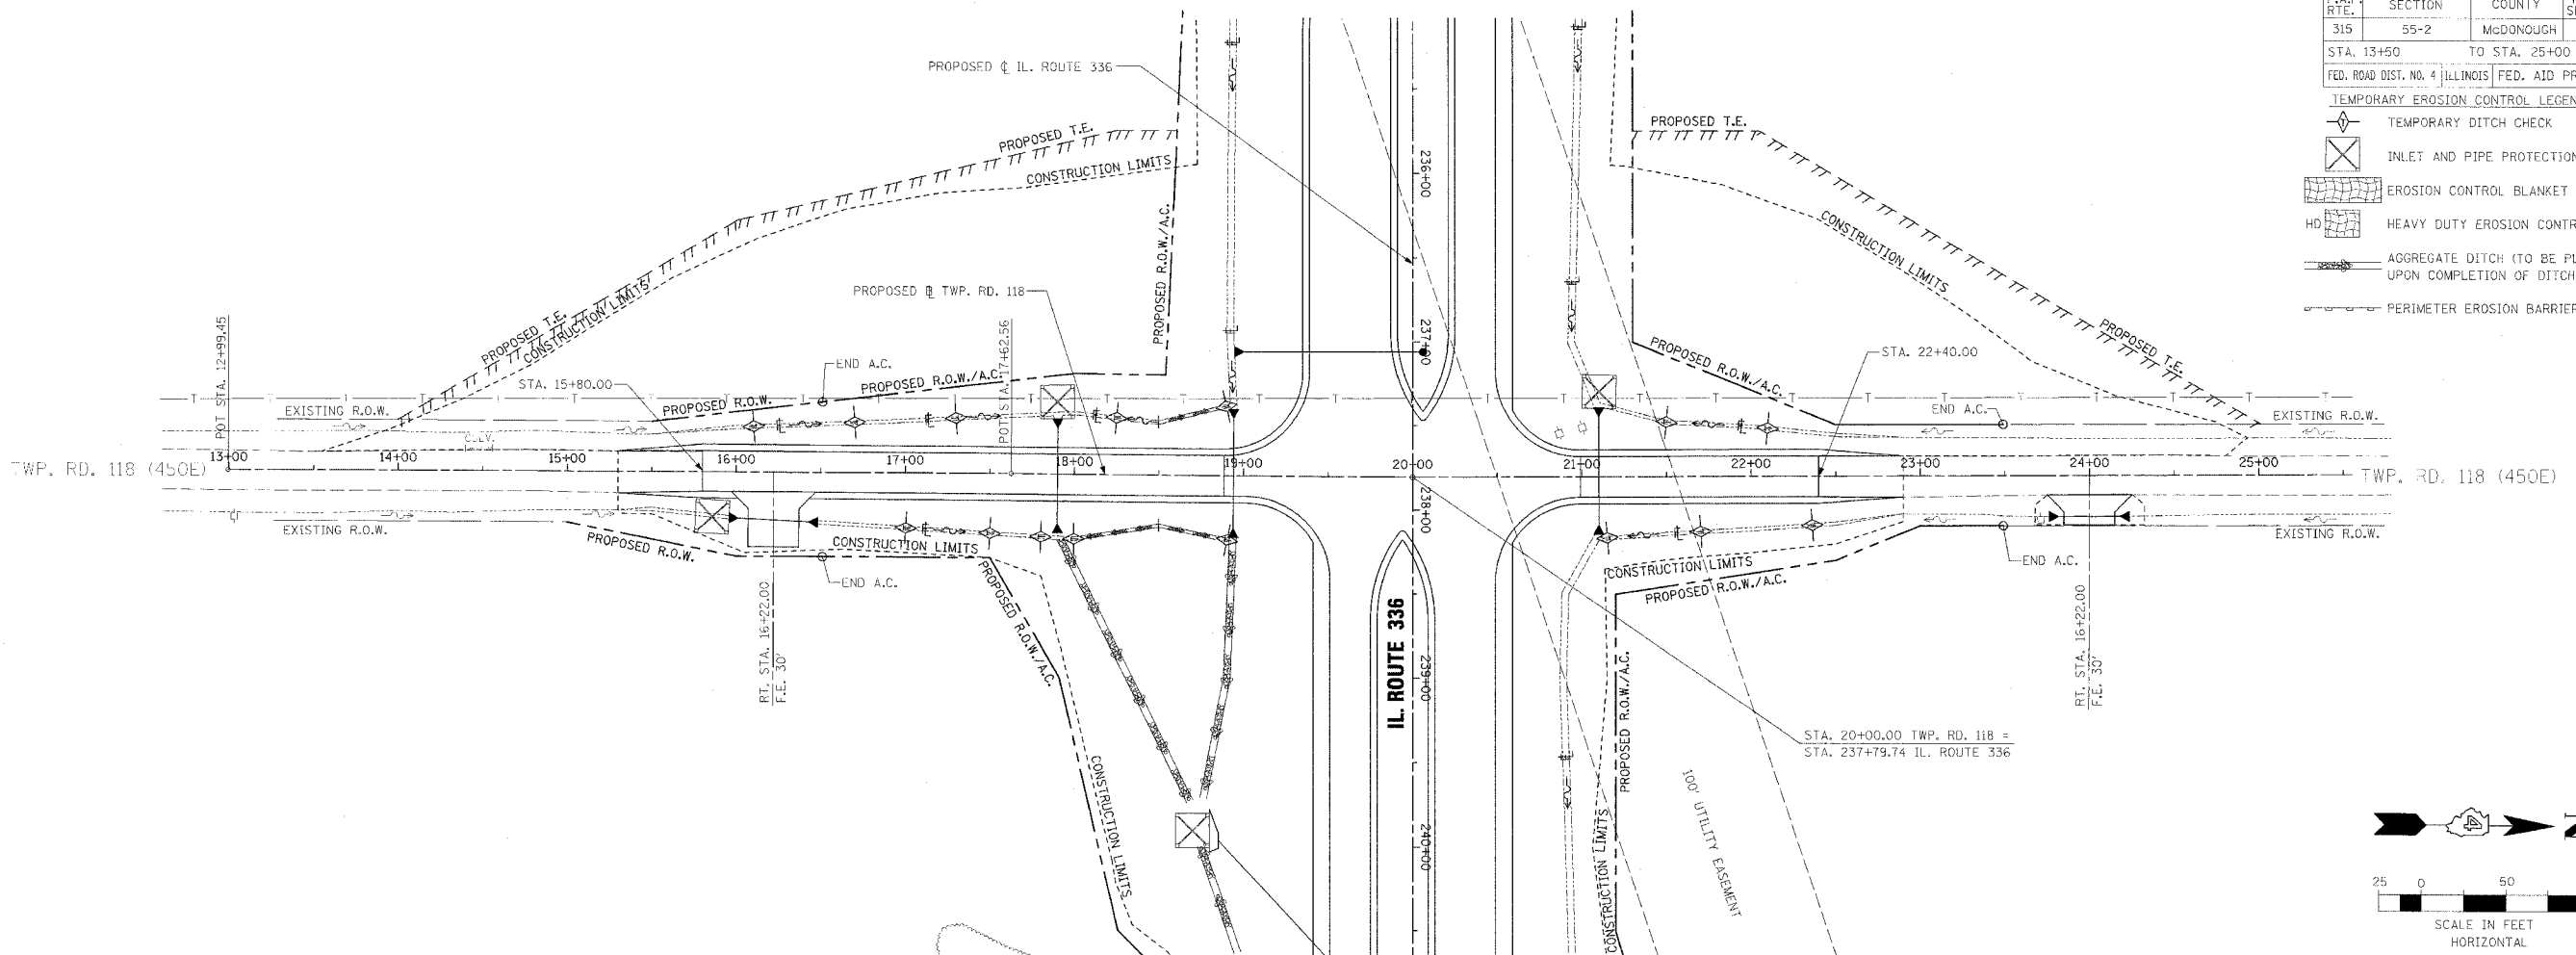 RTE.
SECTION
COUNTY
315
55-2
McDONOUGH
STA. 13+50 TO STA. 25+00
FED. ROAD DIST. NO. 4 ILLINOIS FED. AID
TEMPORARY EROSION CONTROL
TEMPORARY DITCH CHECK
INLET AND PIPE PROTECTION
EROSION CONTROL BLANKET
HD
HEAVY DUTY EROSION
AGGREGATE DITCH (TO BE
UPON COMPLETION OF DITCH
PERIMETER EROSION BARRIER
PROPOSED ℄ IL. ROUTE 336
PROPOSED T.E.
CONSTRUCTION LIMITS
PROPOSED R.O.W./A.C.
PROPOSED T.E.
CONSTRUCTION LIMITS
PROPOSED T.E.
236+00
237+00
PROPOSED T.E.
CONSTRUCTION LIMITS
PROPOSED TWP. RD. 118
POT STA. 12+99.45
POT STA. 17+62.56
STA. 15+80.00
END A.C.
PROPOSED R.O.W./A.C.
PROPOSED R.O.W.
EXISTING R.O.W.
CULV.
PROPOSED R.O.W./A.C.
STA. 22+40.00
END A.C.
EXISTING R.O.W.
T T T T T T T T
TWP. RD. 118 (450E)
13+00
14+00
15+00
16+00
17+00
18+00
19+00
20+00
21+00
22+00
23+00
24+00
25+00
TWP. RD. 118 (450E)
EXISTING R.O.W.
PROPOSED R.O.W.
CONSTRUCTION LIMITS
END A.C.
PROPOSED R.O.W./A.C.
RT. STA. 16+22.00
F.E. 30'
CONSTRUCTION LIMITS
238+00
239+00
240+00
IL. ROUTE 336
CONSTRUCTION LIMITS
PROPOSED R.O.W./A.C.
END A.C.
EXISTING R.O.W.
RT. STA. 16+22.00
F.E. 30'
PROPOSED R.O.W./A.C.
CONSTRUCTION LIMITS
100' UTILITY EASEMENT
STA. 20+00.00 TWP. RD. 118 =
STA. 237+79.74 IL. ROUTE 336
4
25 0 50
SCALE IN FEET
HORIZONTAL